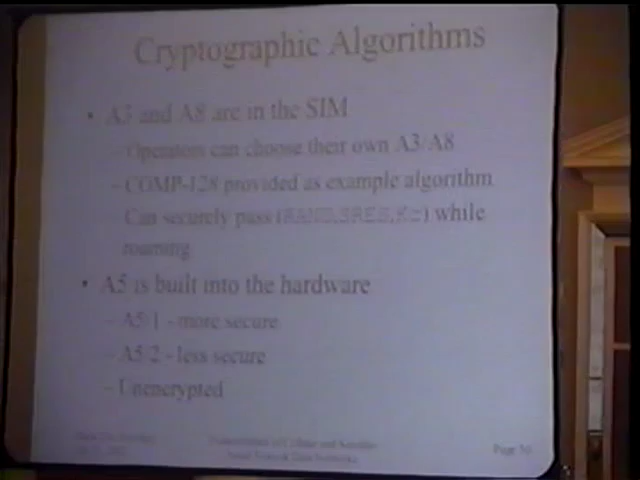 Cryptographic Algorithms
• A3 and A8 are in the SIM
- Operators can choose their own A3/A8
- COMP-128 provided as example algorithm
Can securely pass (RAND,SRES,Kc) while
roaming
• A5 is built into the hardware
- A5/1 - more secure
- A5/2 - less secure
- Unencrypted
Page